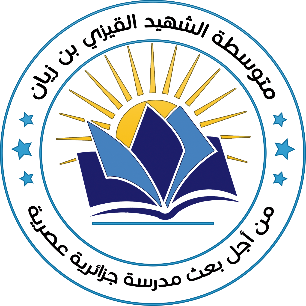 متوسطة الشهيد القيزي بن زيان
من أجل بعث مدرسة جزائرية عصرية